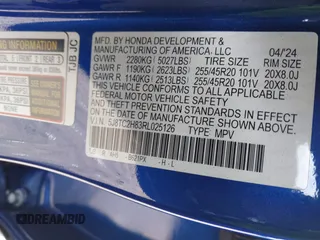 TJB JC
MFD. BY HONDA DEVELOPMENT &
MANUFACTURING OF AMERICA, LLC 04/24
GVWR 2280KG (5027LBS) TIRE SIZE RIM SIZE
GAWR F 1190KG (2623LBS) 255/45R20 101V 20X8.0J
GAWR R 1140KG (2513LBS) 255/45R20 101V 20X8.0J
THIS VEHICLE CONFORMS TO ALL APPLICABLE
FEDERAL MOTOR VEHICLE SAFETY AND THEFT
PREVENTION STANDARDS IN EFFECT ON THE DATE
OF MANUFACTURE SHOWN ABOVE.
V.I.N.: 5J8TC2H83RL025126 TYPE: MPV
B621PX -H-L
DREAMBID